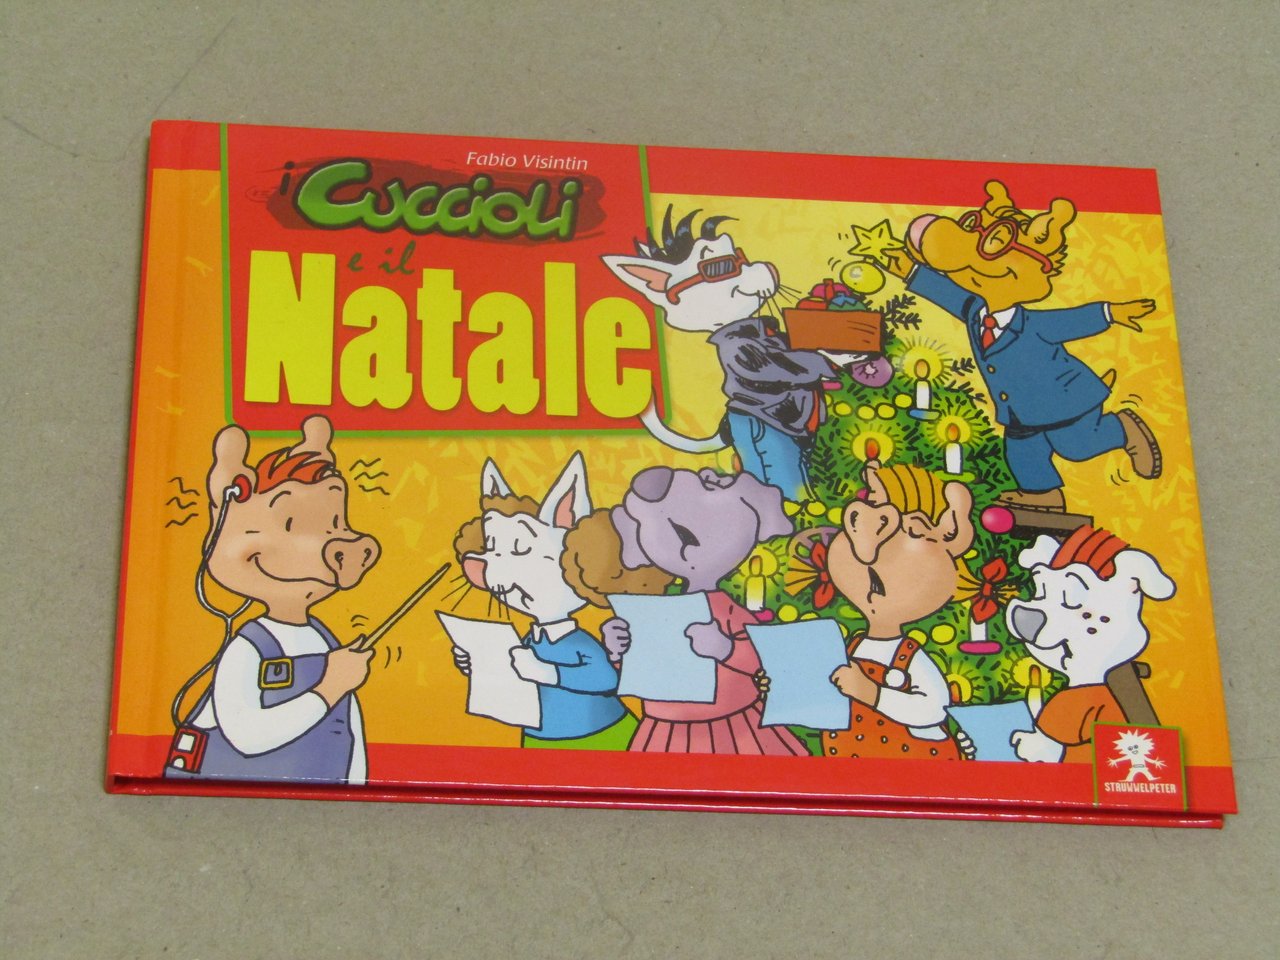 Fabio Visintin
i Cuccioli
e il
Natale
STRUWWELPETER